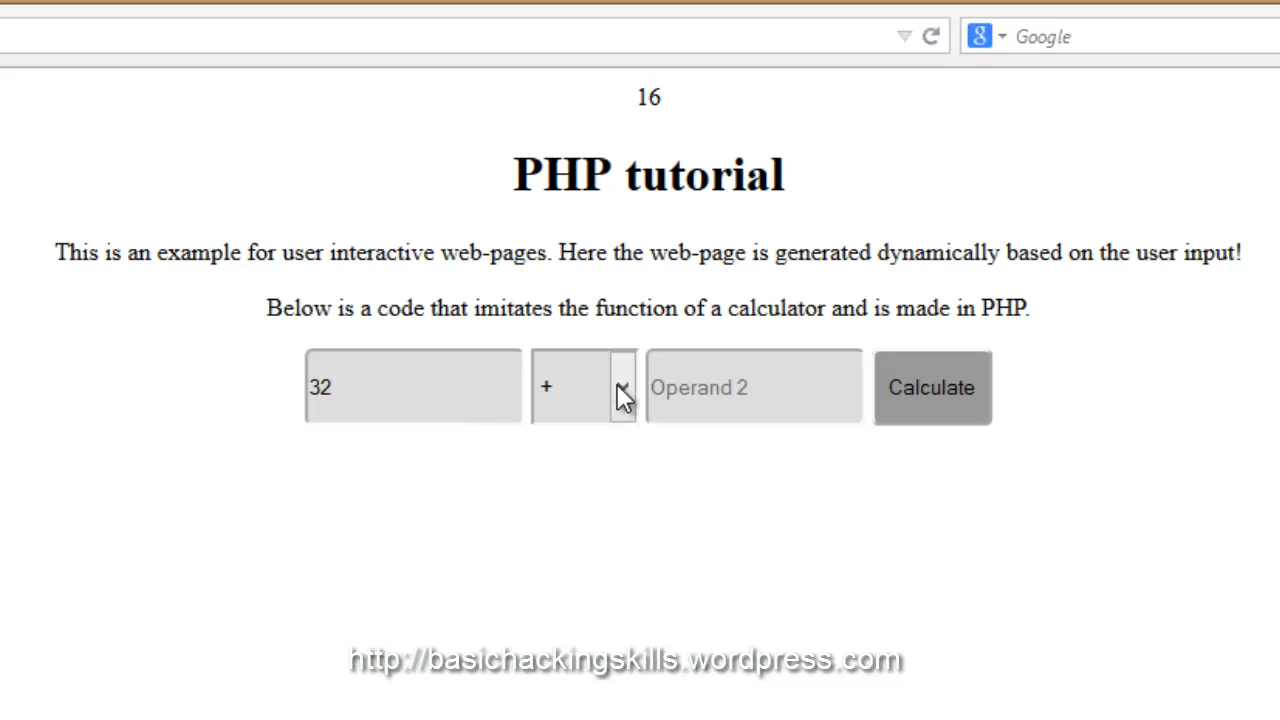 Google
16
PHP tutorial
This is an example for user interactive web-pages. Here the web-page is generated dynamically based on the user input!
Below is a code that imitates the function of a calculator and is made in PHP.
32 + Operand 2 Calculate
http://basichackingskills.wordpress.com